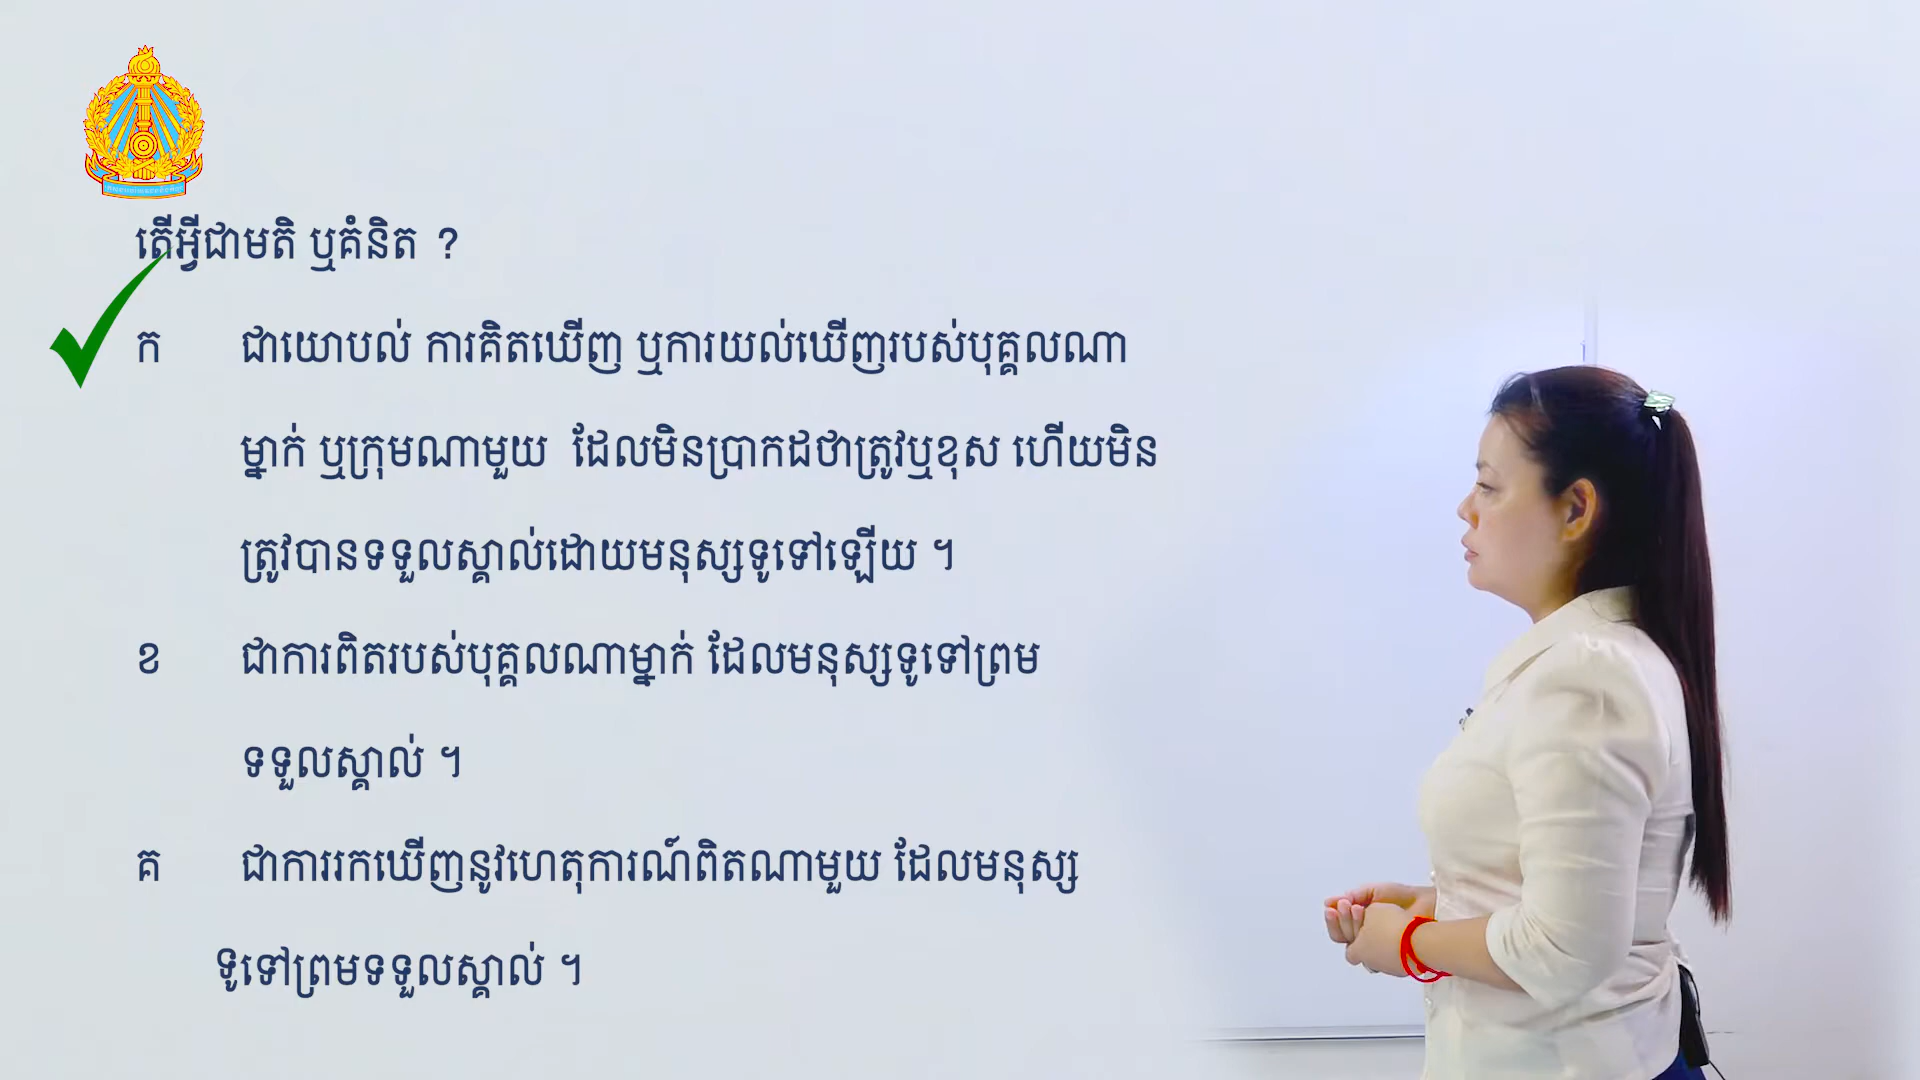 តើអ្វីជាមតិ ឬគំនិត ?
ក ជាយោបល់ ការគិតឃើញ ឬការយល់ឃើញរបស់បុគ្គលណា
ម្នាក់ ឬក្រុមណាមួយ ដែលមិនប្រាកដថាត្រូវឬខុស ហើយមិន
ត្រូវបានទទួលស្គាល់ដោយមនុស្សទូទៅឡើយ ។
ខ ជាការពិតរបស់បុគ្គលណាម្នាក់ ដែលមនុស្សទូទៅព្រម
ទទួលស្គាល់ ។
គ ជាការរកឃើញនូវហេតុការណ៍ពិតណាមួយ ដែលមនុស្ស
ទូទៅព្រមទទួលស្គាល់ ។